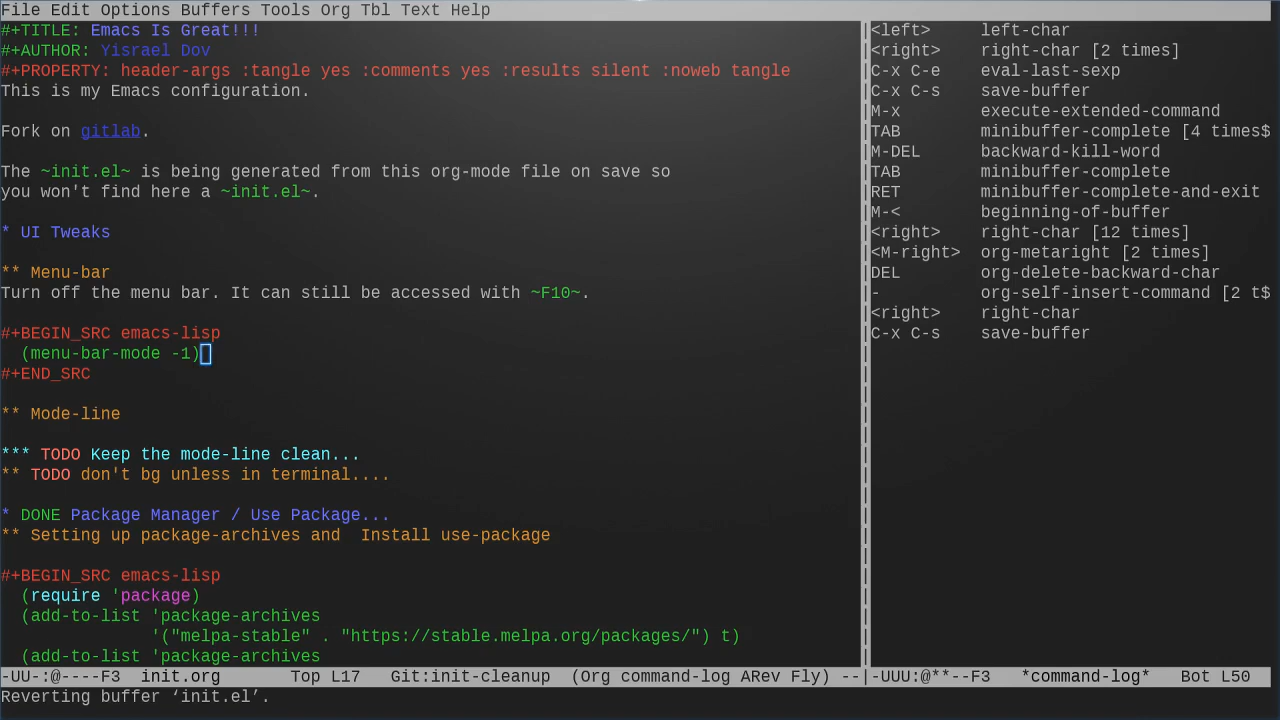 File Edit Options Buffers Tools Org Tbl Text Help
#+TITLE: Emacs Is Great!!!
#+AUTHOR: Yisrael Dov
#+PROPERTY: header-args :tangle yes :comments yes :results silent :noweb tangle
This is my Emacs configuration.
Fork on gitlab.
The ~init.el~ is being generated from this org-mode file on save so
you won't find here a ~init.el~.
* UI Tweaks
** Menu-bar
Turn off the menu bar. It can still be accessed with ~F10~.
#+BEGIN_SRC emacs-lisp
(menu-bar-mode -1)
#+END_SRC
** Mode-line
*** TODO Keep the mode-line clean...
** TODO don't bg unless in terminal....
* DONE Package Manager / Use Package...
** Setting up package-archives and  Install use-package
#+BEGIN_SRC emacs-lisp
(require 'package)
(add-to-list 'package-archives
'("melpa-stable" . "https://stable.melpa.org/packages/") t)
(add-to-list 'package-archives
-UU-:@----F3  init.org       Top L17   Git:init-cleanup  (Org command-log ARev Fly) --
Reverting buffer ‘init.el’.
<left>     left-char
<right>    right-char [2 times]
C-x C-e    eval-last-sexp
C-x C-s    save-buffer
M-x        execute-extended-command
TAB        minibuffer-complete [4 times$
M-DEL      backward-kill-word
TAB        minibuffer-complete
RET        minibuffer-complete-and-exit
M-<        beginning-of-buffer
<right>    right-char [12 times]
<M-right>  org-metaright [2 times]
DEL        org-delete-backward-char
-          org-self-insert-command [2 t$
<right>    right-char
C-x C-s    save-buffer
-UUU:@**--F3   *command-log*   Bot L50